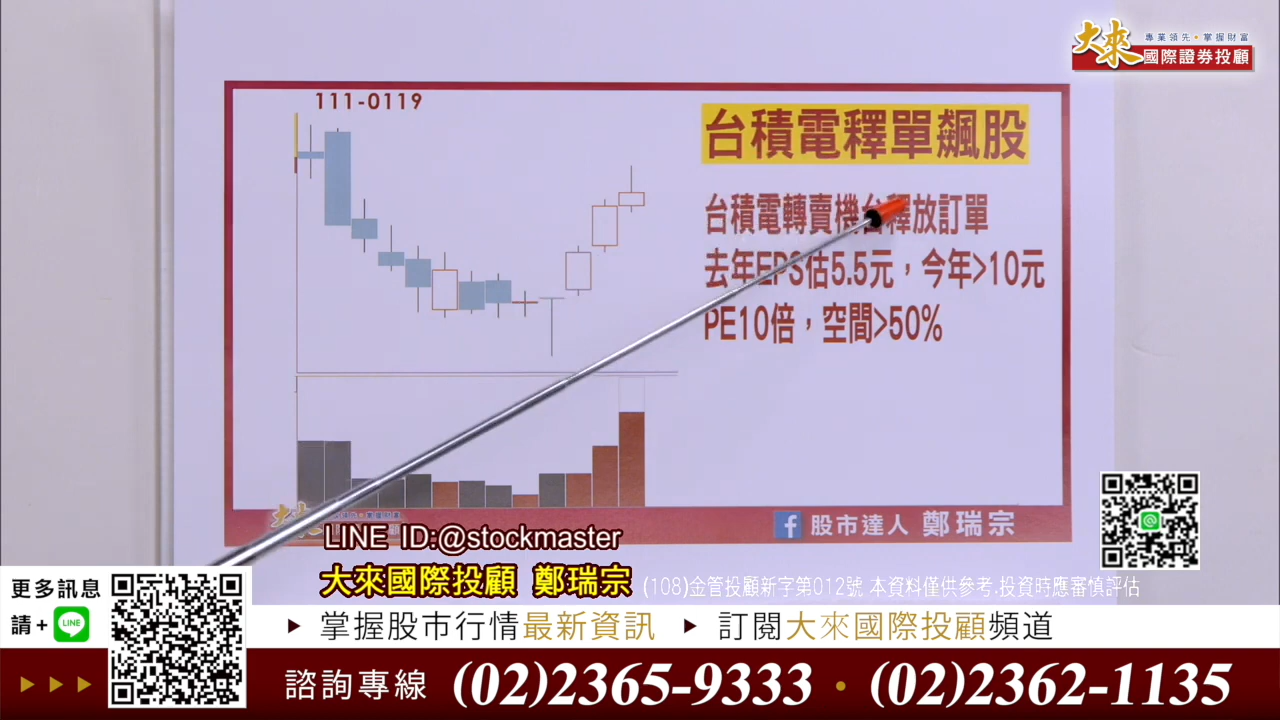 大來
專業領先•掌握財富
國際證券投顧
111-0119
台積電釋單飆股
台積電轉賣機台釋放訂單
去年EPS估5.5元，今年>10元
PE10倍，空間>50%
大來
股市達人 鄭瑞宗
LINE ID:@stockmaster
大來國際投顧 鄭瑞宗
(108)金管投顧新字第012號 本資料僅供參考.投資時應審慎評估
更多訊息
請+
LINE
掌握股市行情最新資訊
訂閱大來國際投顧頻道
諮詢專線 (02)2365-9333•(02)2362-1135